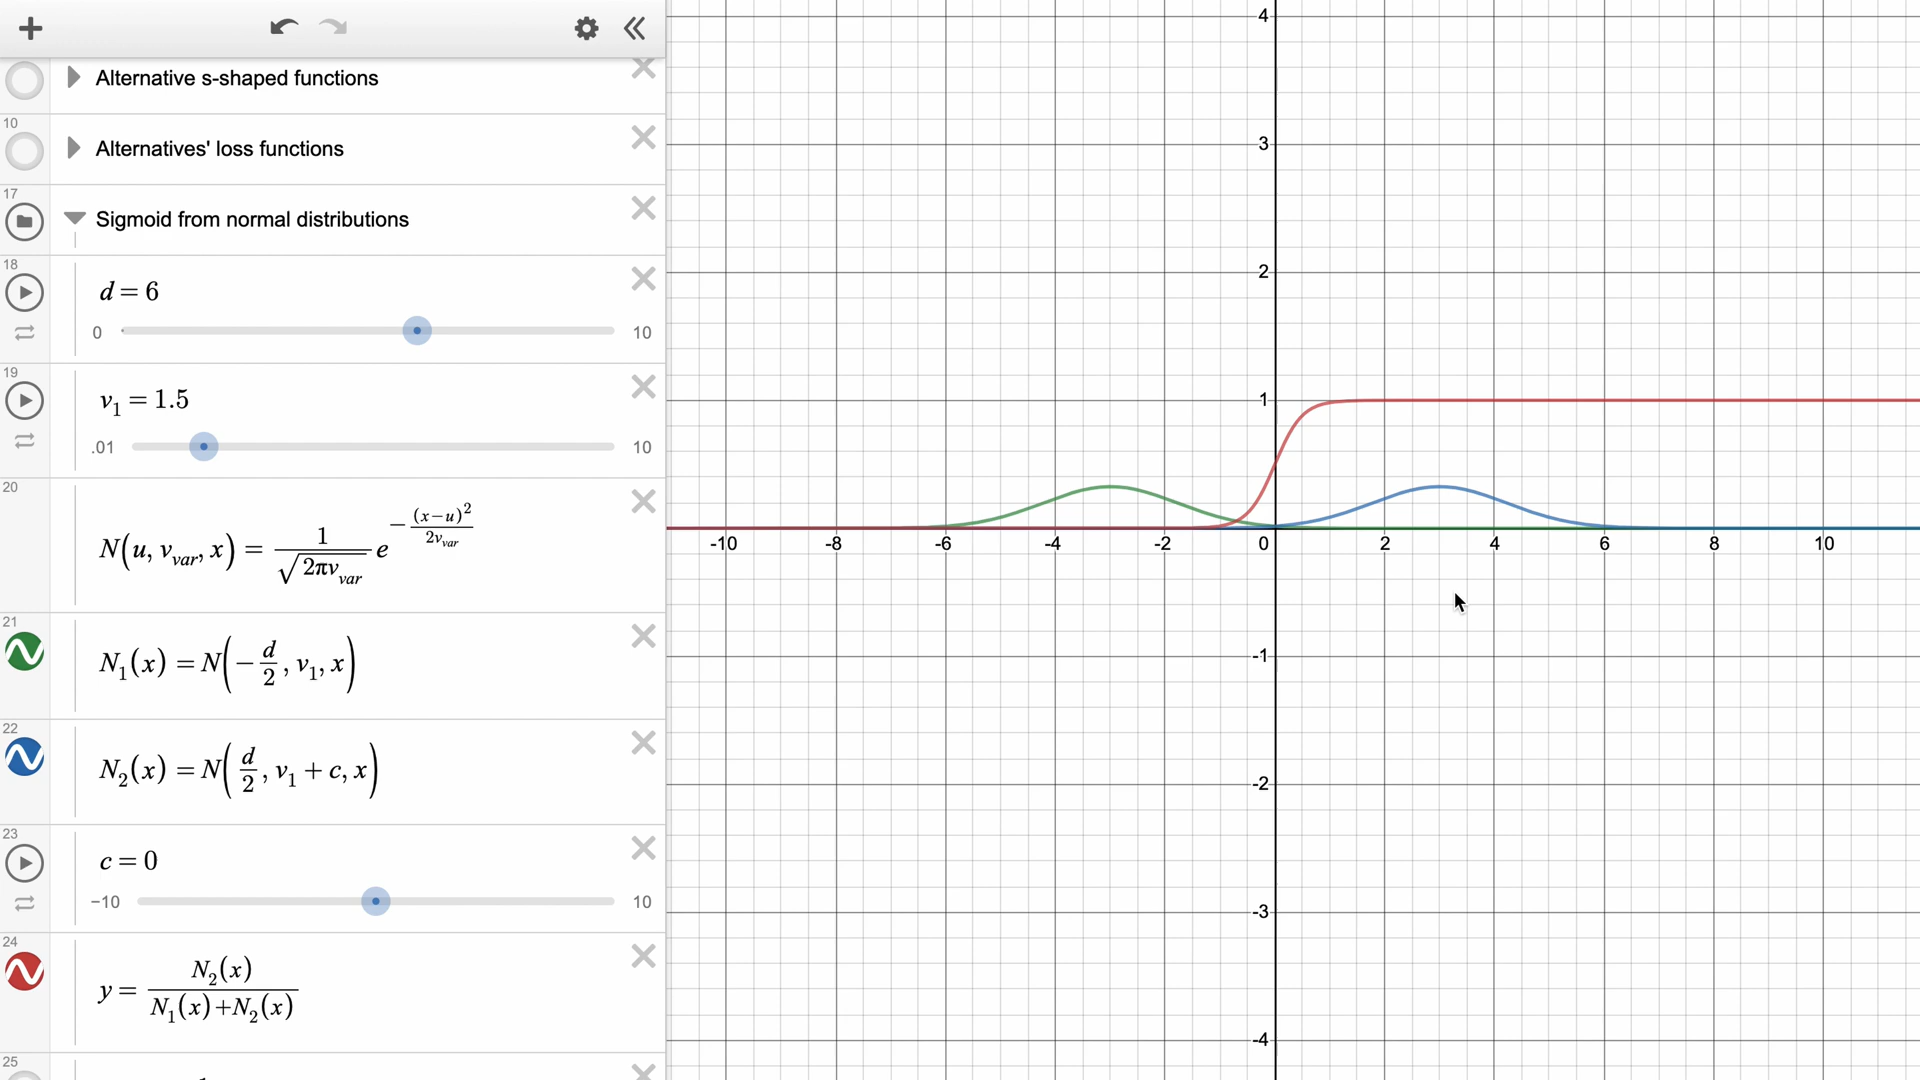 Alternative s-shaped functions
10
Alternatives' loss functions
17
Sigmoid from normal distributions
18
d = 6
0 10
19
v₁ = 1.5
.01 10
20
N(u, v_var, x) = 1/√(2πv_var) e^(−(x−u)²/(2v_var))
21
N₁(x) = N(−d/2, v₁, x)
22
N₂(x) = N(d/2, v₁ + c, x)
23
c = 0
−10 10
24
y = N₂(x)/(N₁(x)+N₂(x))
25
4
3
2
1
-10 -8 -6 -4 -2 0 2 4 6 8 10
-1
-2
-3
-4